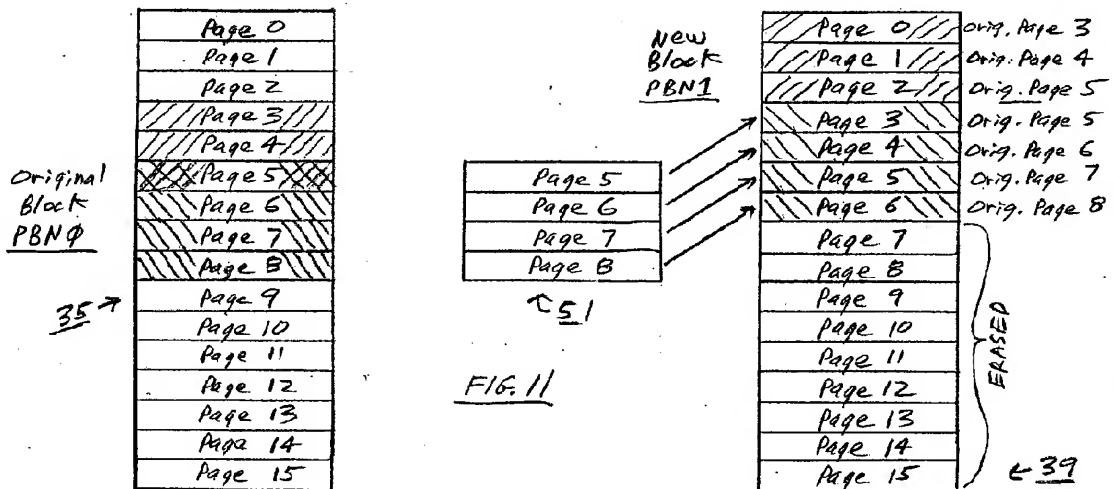 Page 0
Page 1
Page 2
Page 3
Page 4
Page 5
Page 6
Page 7
Page 8
Page 9
Page 10
Page 11
Page 12
Page 13
Page 14
Page 15
Original
Block
PBNØ
35
Page 5
Page 6
Page 7
Page 8
51
FIG. 11
New
Block
PBN1
Page 0 Orig. Page 3
Page 1 Orig. Page 4
Page 2 Orig. Page 5
Page 3 Orig. Page 5
Page 4 Orig. Page 6
Page 5 Orig. Page 7
Page 6 Orig. Page 8
Page 7
Page 8
Page 9
Page 10
Page 11
Page 12
Page 13
Page 14
Page 15
ERASED
39